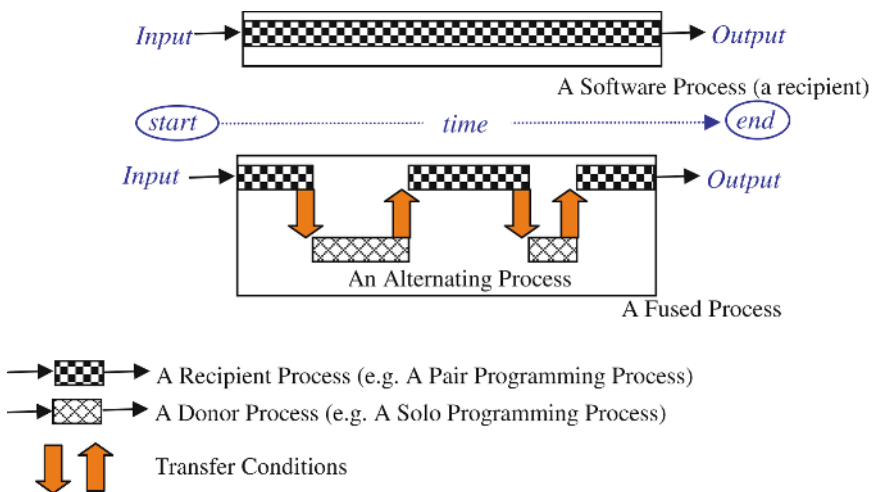 Input
Output
A Software Process (a recipient)
start
time
end
Input
Output
An Alternating Process
A Fused Process
A Recipient Process (e.g. A Pair Programming Process)
A Donor Process (e.g. A Solo Programming Process)
Transfer Conditions